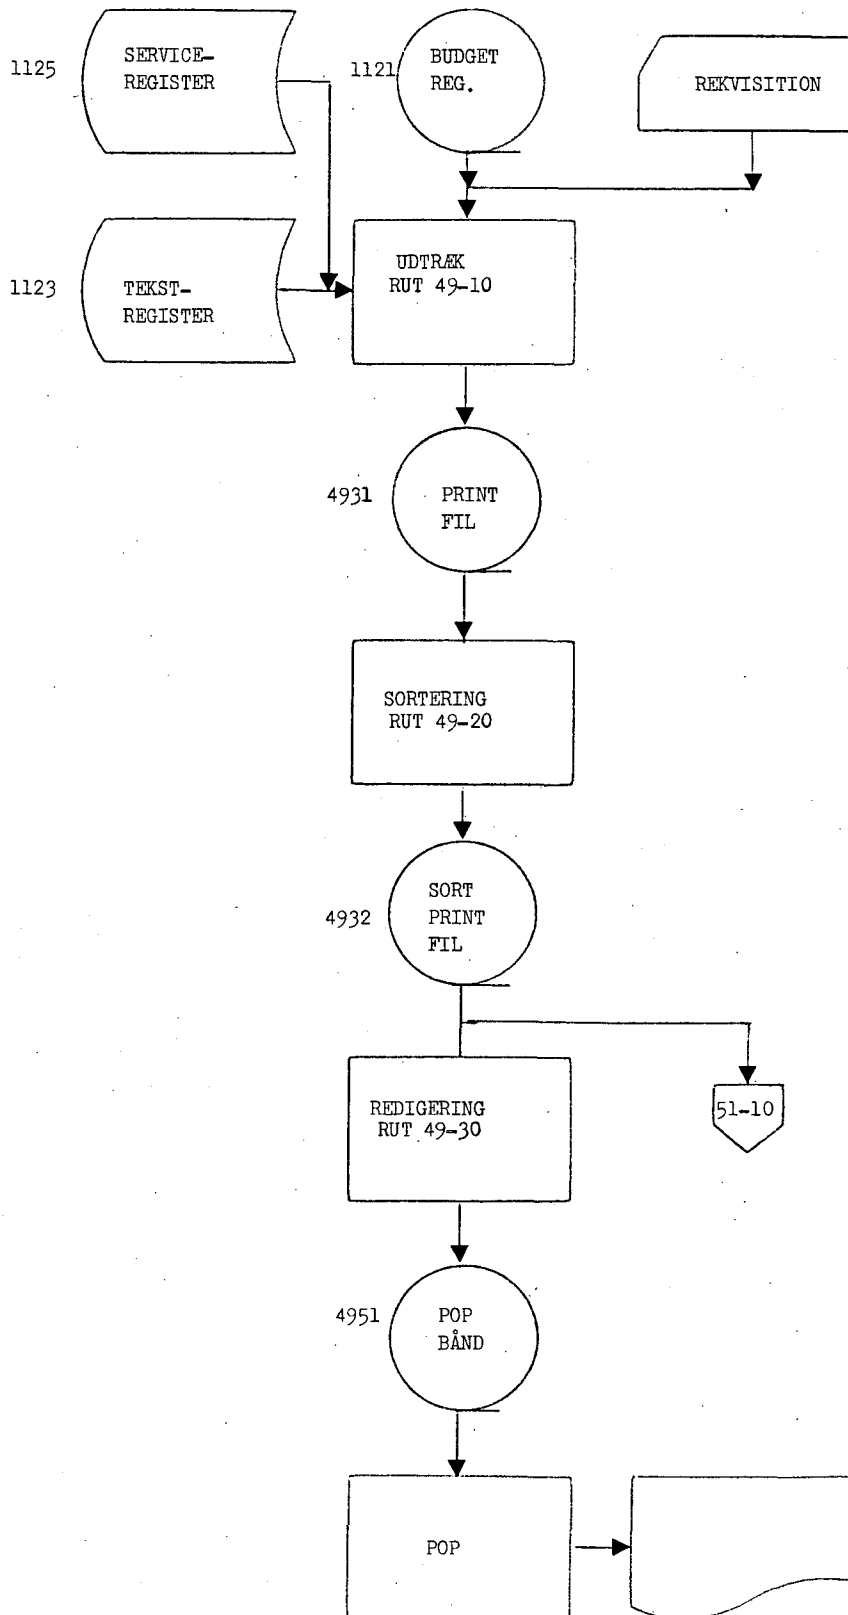 1125
SERVICE-
REGISTER
1121
BUDGET
REG.
REKVISITION
1123
TEKST-
REGISTER
UDTRÆK
RUT 49-10
4931
PRINT
FIL
SORTERING
RUT 49-20
4932
SORT
PRINT
FIL
REDIGERING
RUT 49-30
51-10
4951
POP
BÅND
POP